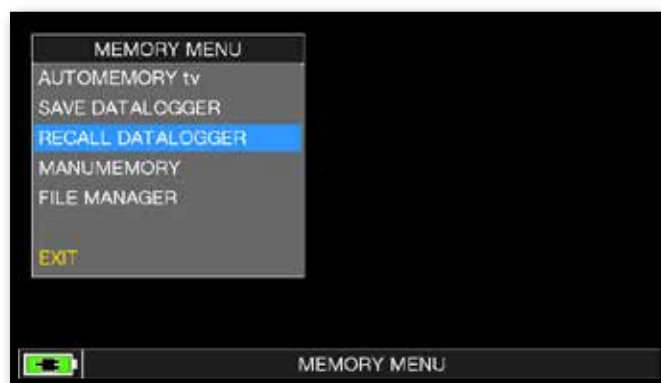 MEMORY MENU
AUTOMEMORY tv
SAVE DATALOGGER
RECALL DATALOGGER
MANUMEMORY
FILE MANAGER
EXIT
MEMORY MENU